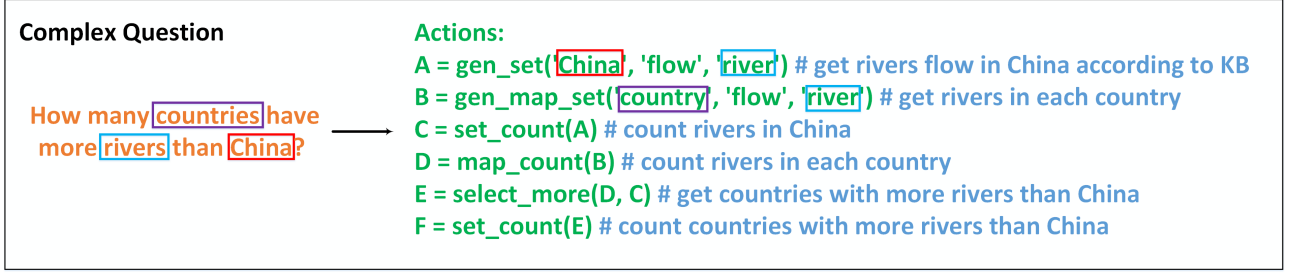 Complex Question
How many countries have
more rivers than China?
Actions:
A = gen_set('China', 'flow', 'river') # get rivers flow in China according to KB
B = gen_map_set('country', 'flow', 'river') # get rivers in each country
C = set_count(A) # count rivers in China
D = map_count(B) # count rivers in each country
E = select_more(D, C) # get countries with more rivers than China
F = set_count(E) # count countries with more rivers than China